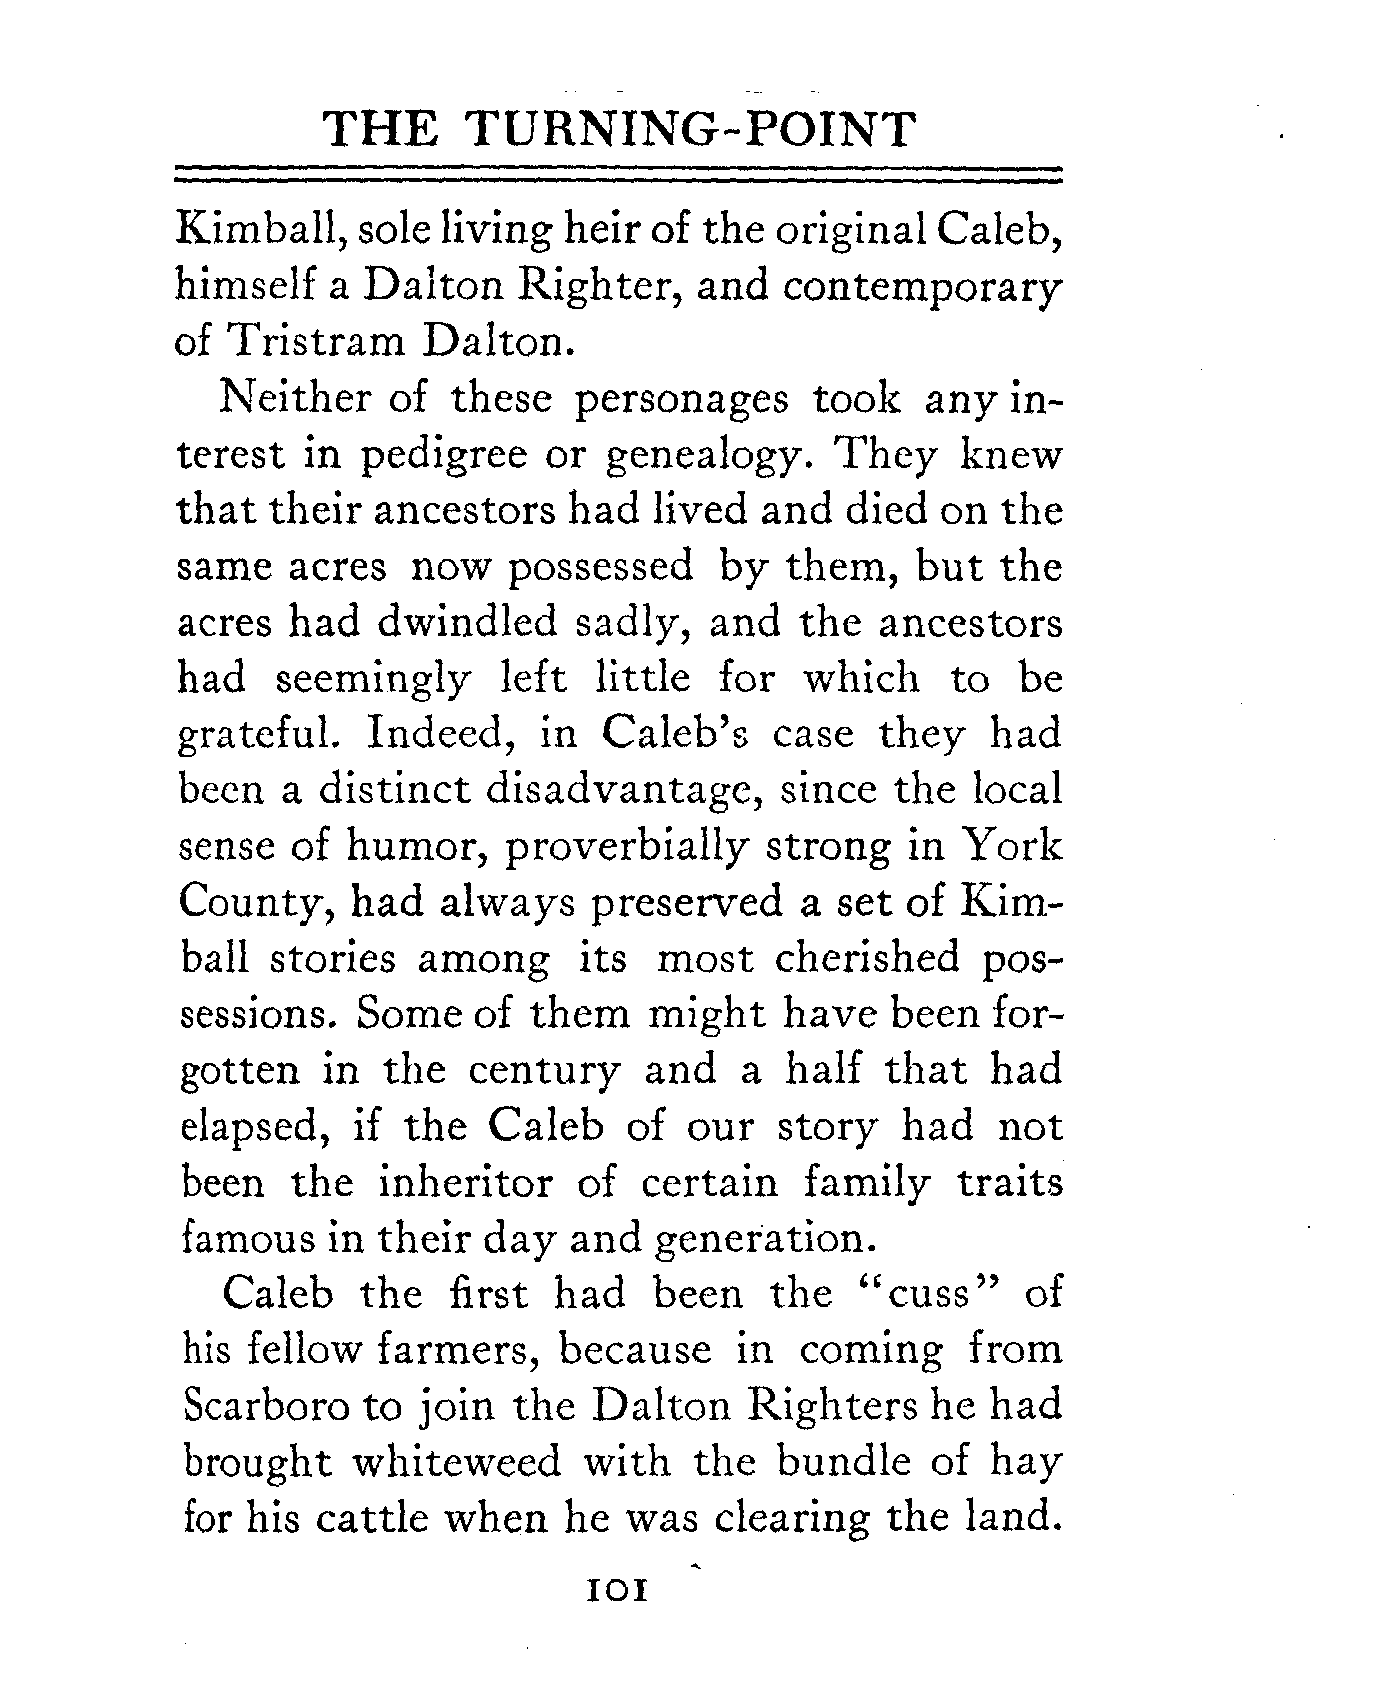 THE TURNING-POINT
Kimball, sole living heir of the original Caleb,
himself a Dalton Righter, and contemporary
of Tristram Dalton.
Neither of these personages took any in-
terest in pedigree or genealogy. They knew
that their ancestors had lived and died on the
same acres now possessed by them, but the
acres had dwindled sadly, and the ancestors
had seemingly left little for which to be
grateful. Indeed, in Caleb's case they had
been a distinct disadvantage, since the local
sense of humor, proverbially strong in York
County, had always preserved a set of Kim-
ball stories among its most cherished pos-
sessions. Some of them might have been for-
gotten in the century and a half that had
elapsed, if the Caleb of our story had not
been the inheritor of certain family traits
famous in their day and generation.
Caleb the first had been the "cuss" of
his fellow farmers, because in coming from
Scarboro to join the Dalton Righters he had
brought whiteweed with the bundle of hay
for his cattle when he was clearing the land.
101